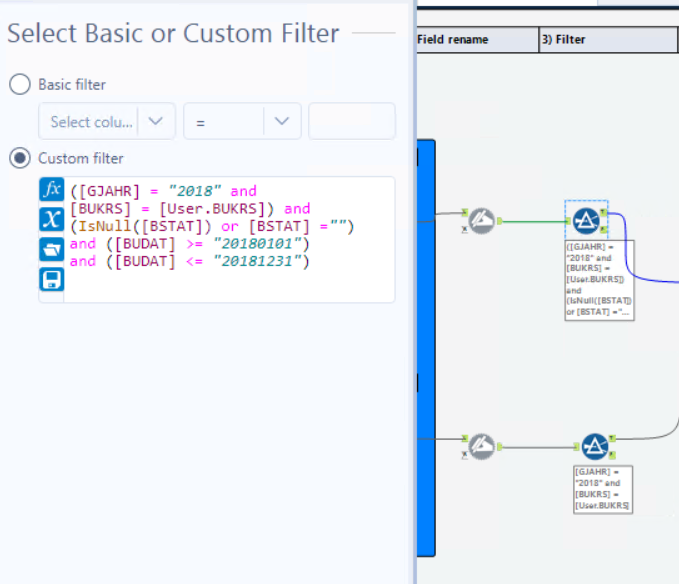 Select Basic or Custom Filter
Field rename
3) Filter
Basic filter
Select colu...
=
Custom filter
fx
([GJAHR] = "2018" and
[BUKRS] = [User.BUKRS]) and
X
(IsNull([BSTAT]) or [BSTAT] ="")
and ([BUDAT] >= "20180101")
and ([BUDAT] <= "20181231")
([GJAHR] =
"2018" and
[BUKRS] =
[User.BUKRS])
and
(IsNull([BSTAT])
or [BSTAT] ="...
[GJAHR] =
"2018" and
[BUKRS] =
[User.BUKRS]